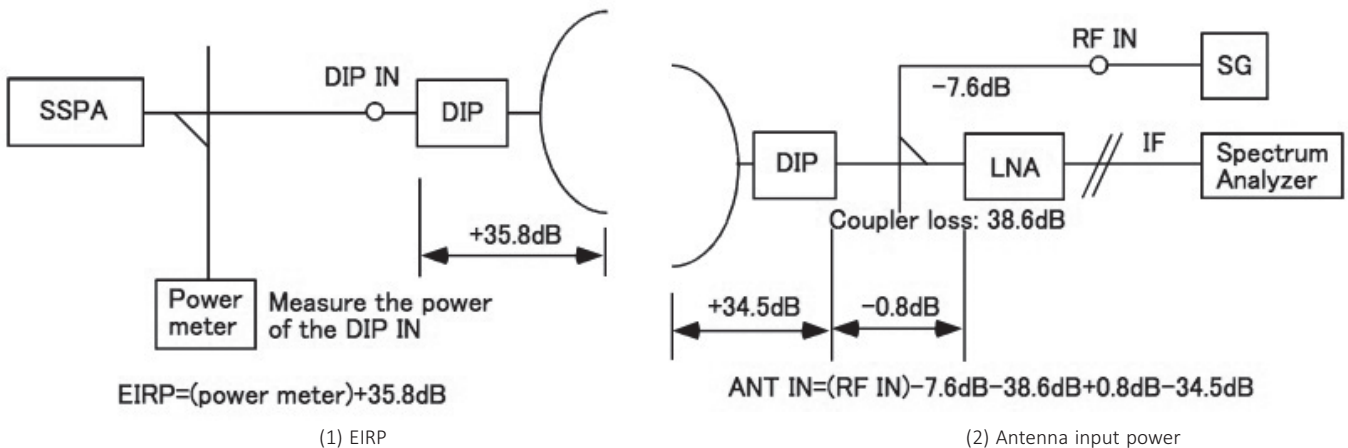 SSPA
DIP IN
DIP
+35.8dB
Power
meter
Measure the power
of the DIP IN
EIRP=(power meter)+35.8dB
(1) EIRP
RF IN
SG
-7.6dB
DIP
LNA
IF
Spectrum
Analyzer
Coupler loss: 38.6dB
+34.5dB
-0.8dB
ANT IN=(RF IN)-7.6dB-38.6dB+0.8dB-34.5dB
(2) Antenna input power